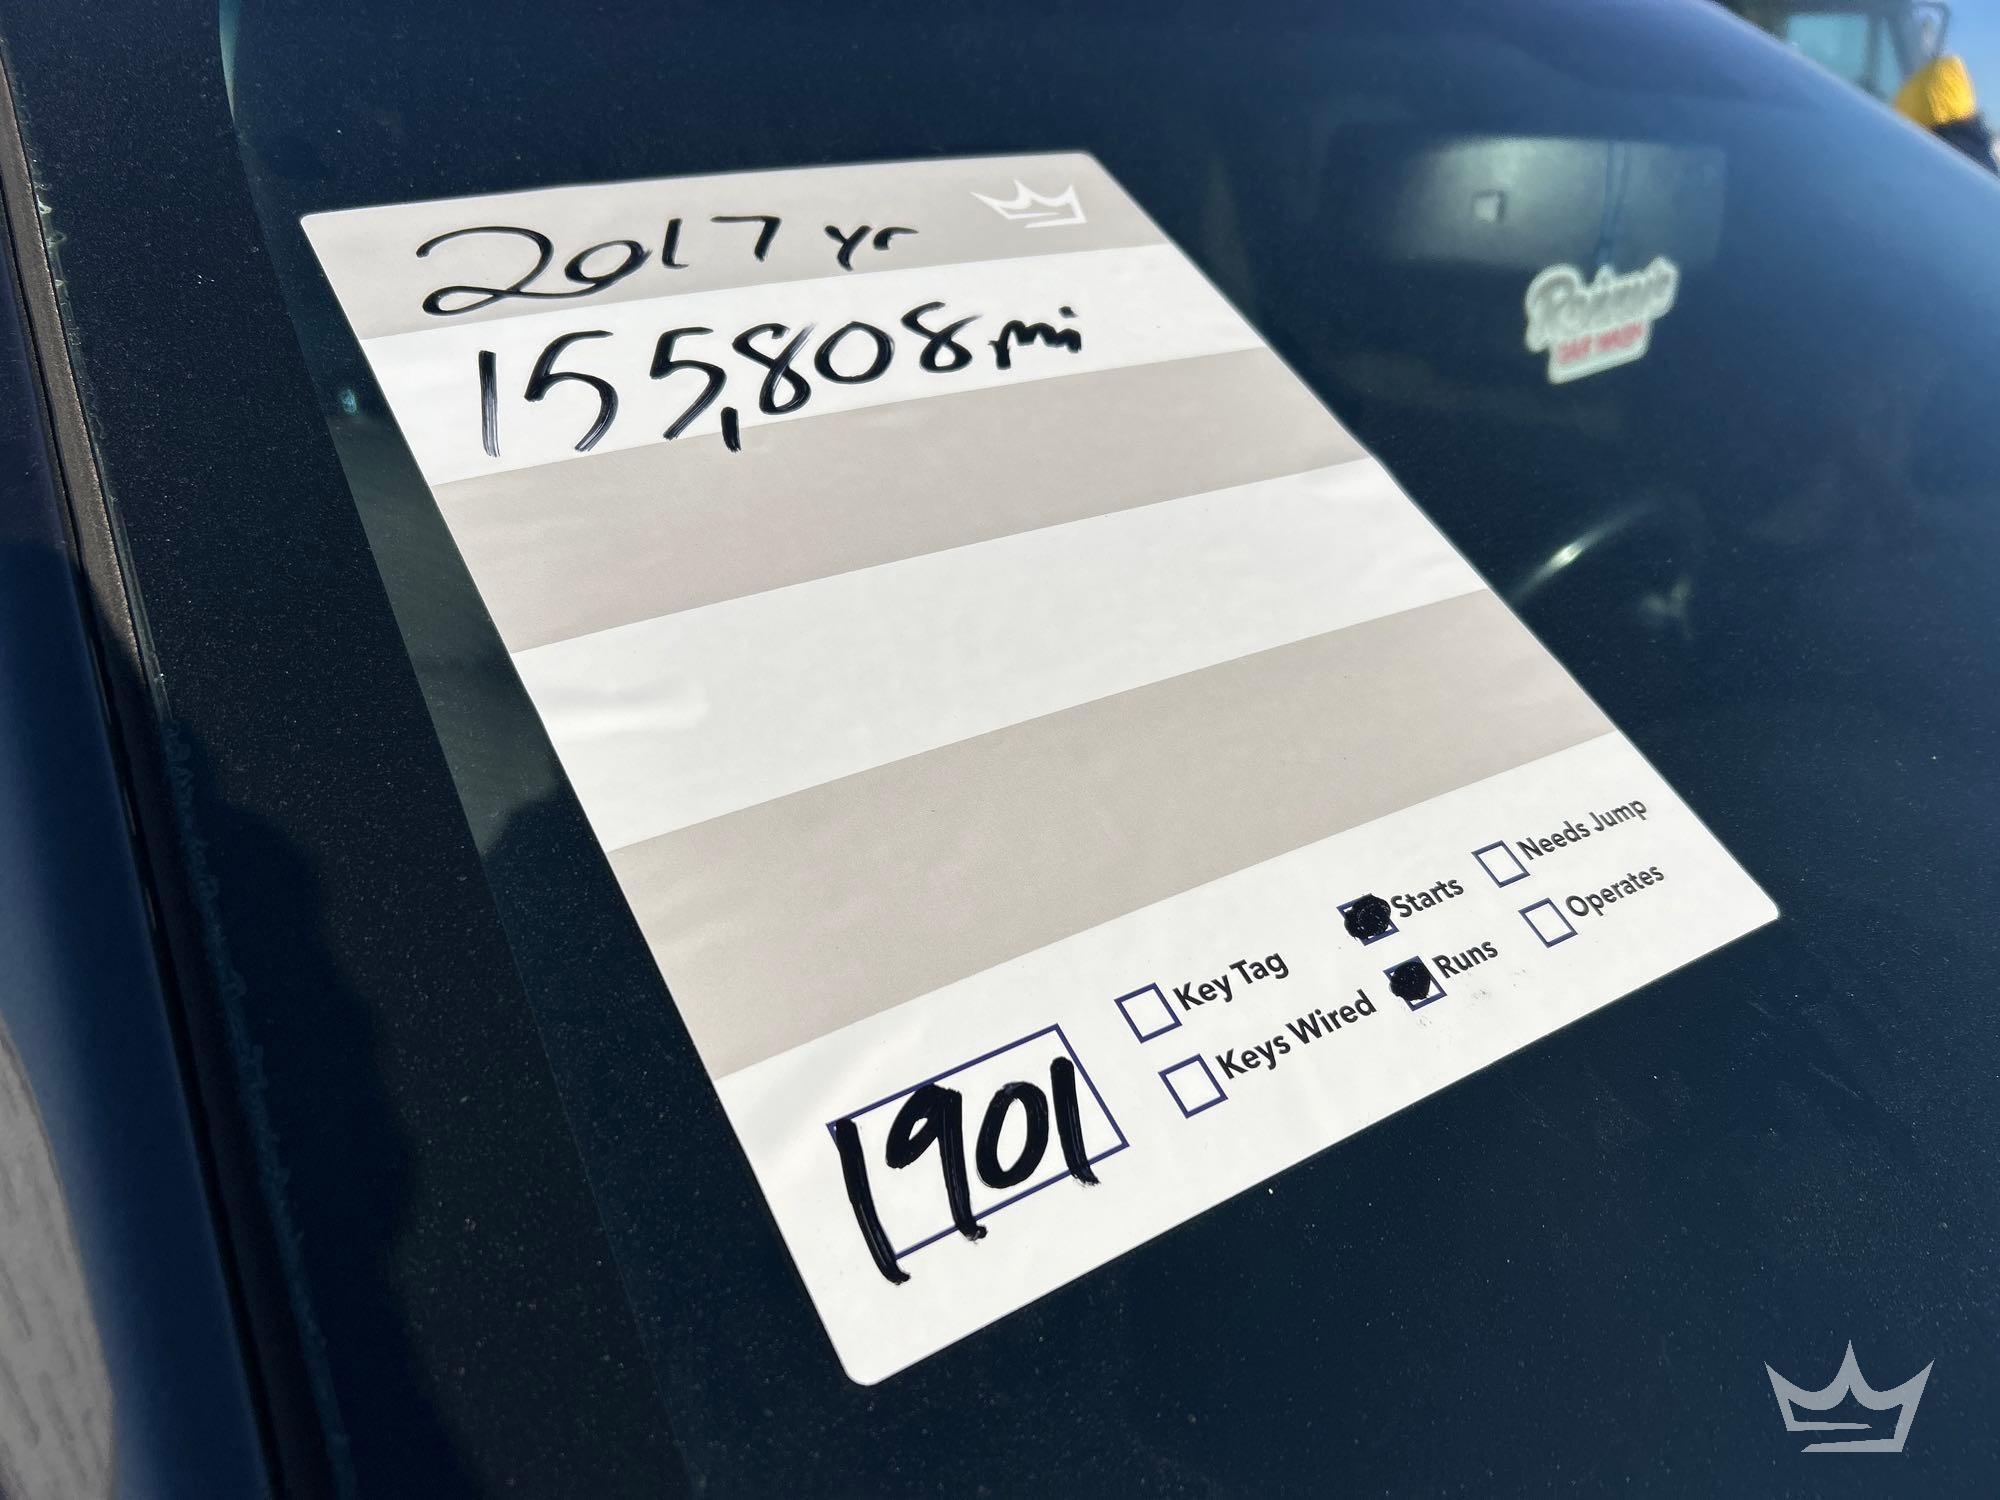 2017 yr
155,808 mi
Starts
Needs Jump
Key Tag
Runs
Operates
Keys Wired
1901